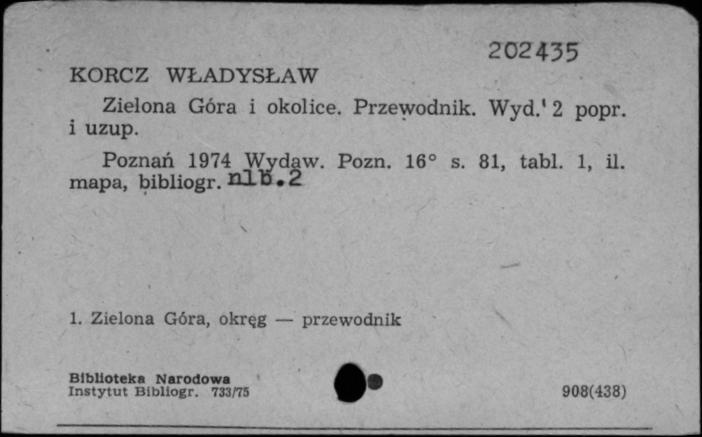 202435
KORCZ WŁADYSŁAW
Zielona Góra i okolice. Przewodnik. Wyd. 2 popr.
i uzup.
Poznań 1974 Wydaw. Pozn. 16° s. 81, tabl. 1, il.
mapa, bibliogr. nlb.2
1. Zielona Góra, okręg — przewodnik
Biblioteka Narodowa
Instytut Bibliogr. 733/75
908(438)